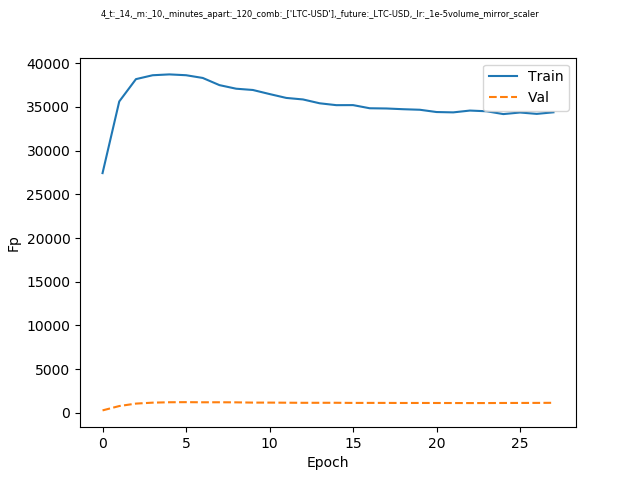 4_t:_14,_m:_10,_minutes_apart:_120_comb:_['LTC-USD'],_future:_LTC-USD,_lr:_1e-5volume_mirror_scaler
40000
35000
30000
25000
20000
15000
10000
5000
0
Fp
Train
Val
0 5 10 15 20 25
Epoch